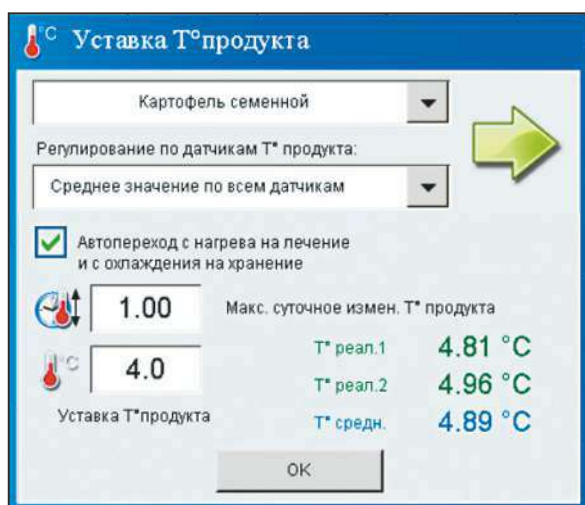 °C Уставка T°продукта
Картофель семенной
Регулирование по датчикам T° продукта:
Среднее значение по всем датчикам
Автопереход с нагрева на лечение
и с охлаждения на хранение
1.00 Макс. суточное измен. T° продукта
T° реал.1 4.81 °C
°C 4.0 T° реал.2 4.96 °C
Уставка T°продукта T° средн. 4.89 °C
OK